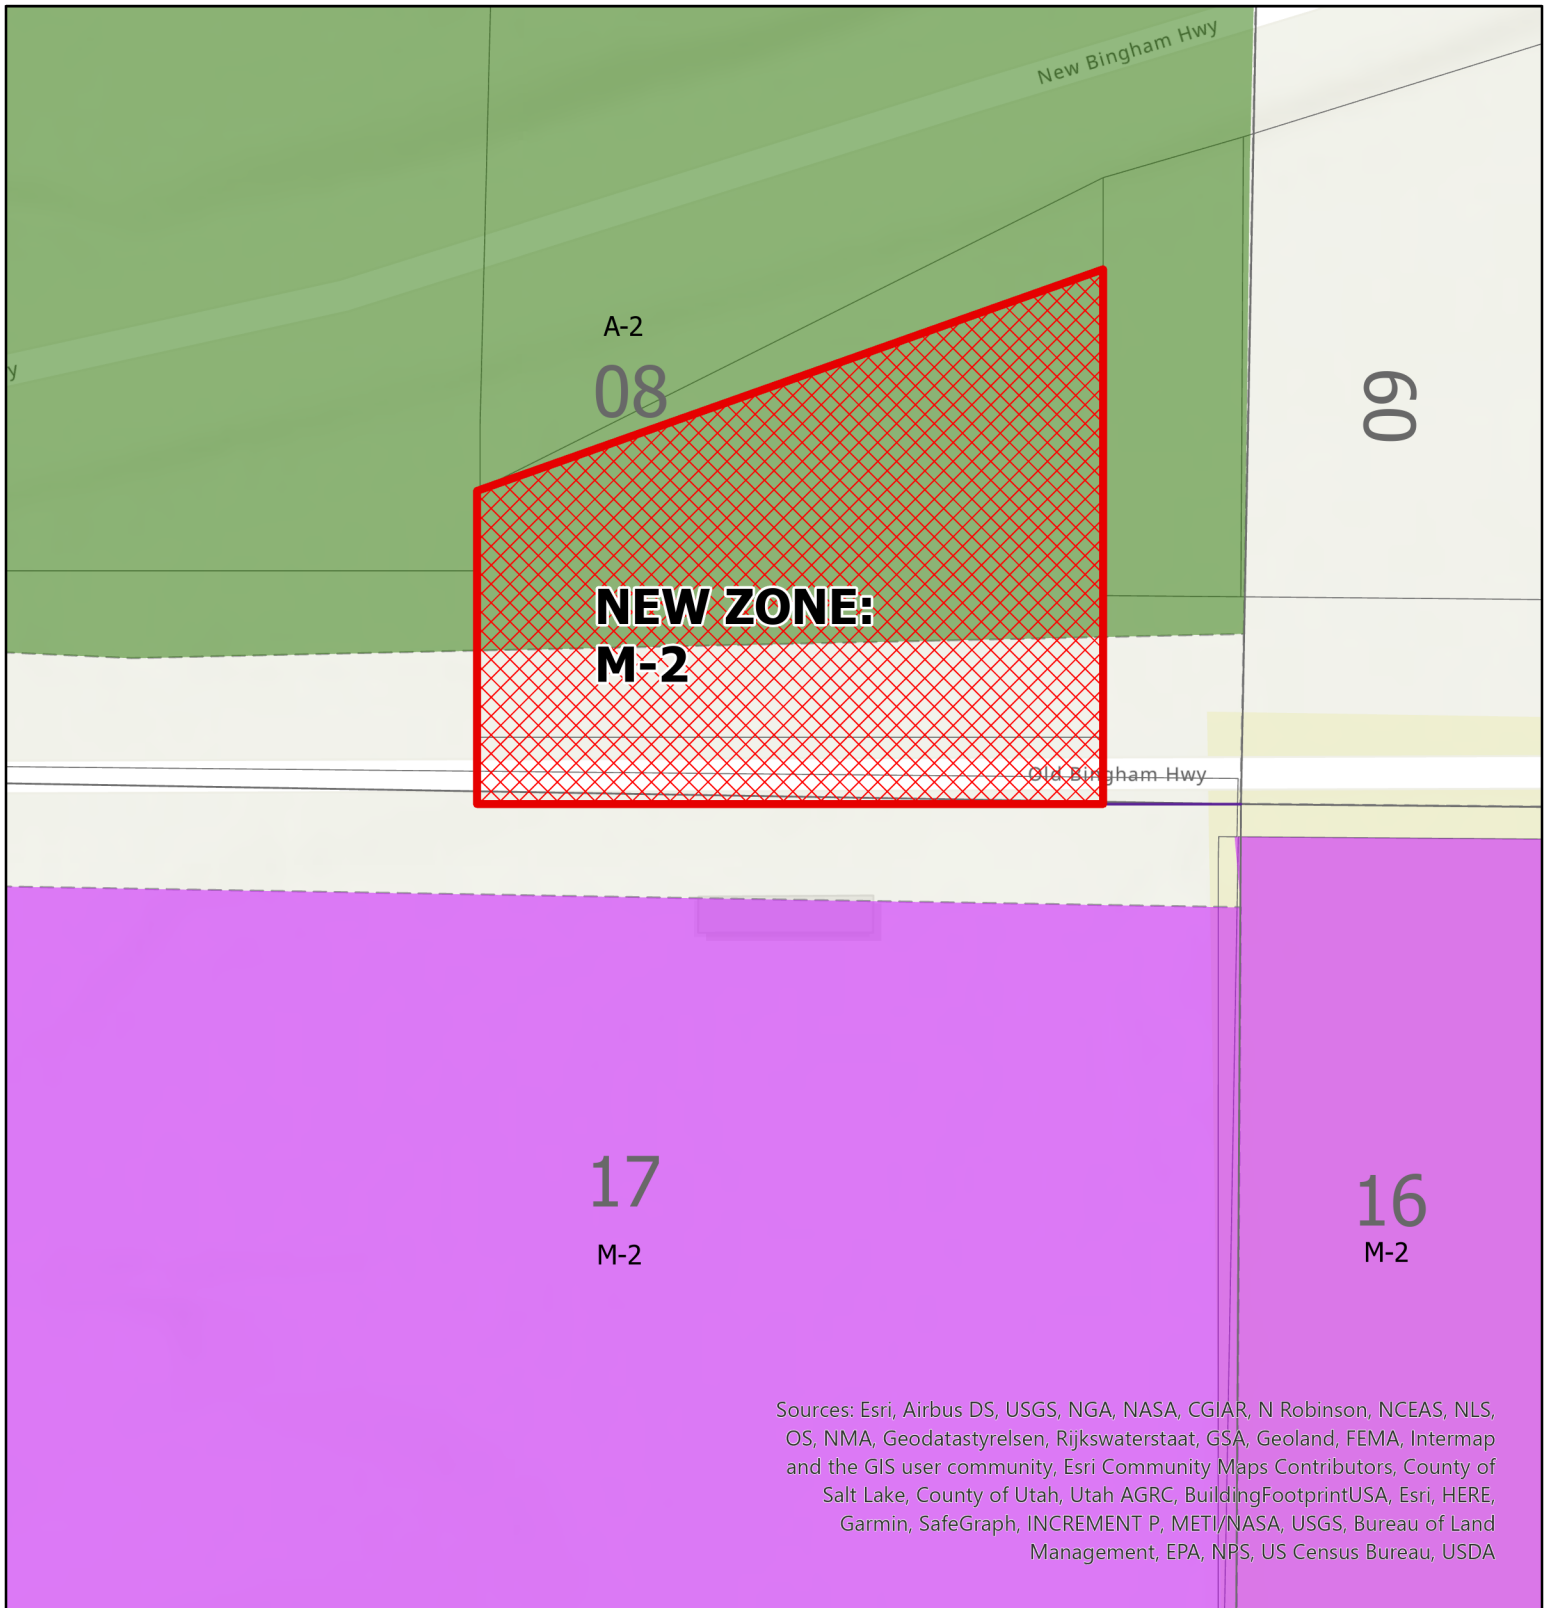 New Bingham Hwy
y
A-2
08
09
NEW ZONE:
M-2
Old Bingham Hwy
17
M-2
16
M-2
Sources: Esri, Airbus DS, USGS, NGA, NASA, CGIAR, N Robinson, NCEAS, NLS,
OS, NMA, Geodatastyrelsen, Rijkswaterstaat, GSA, Geoland, FEMA, Intermap
and the GIS user community, Esri Community Maps Contributors, County of
Salt Lake, County of Utah, Utah AGRC, BuildingFootprintUSA, Esri, HERE,
Garmin, SafeGraph, INCREMENT P, METI/NASA, USGS, Bureau of Land
Management, EPA, NPS, US Census Bureau, USDA